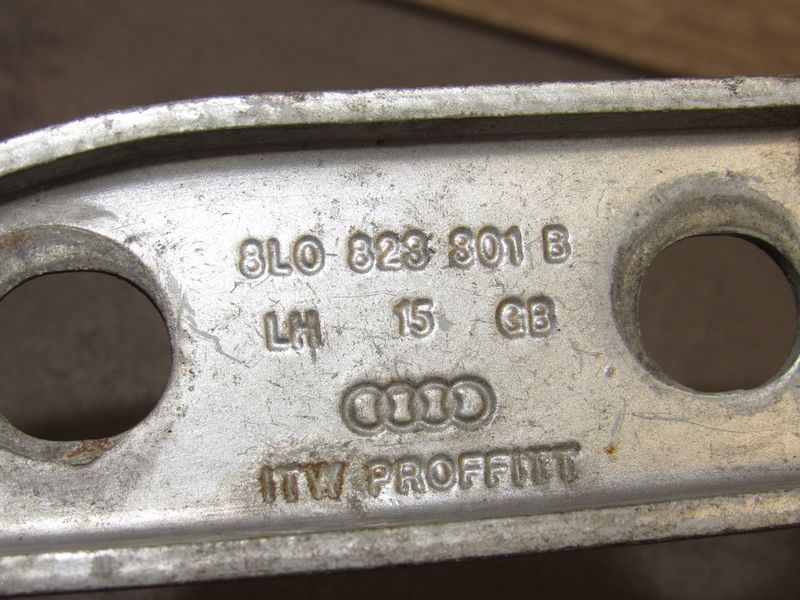 8L0 823 301 B
LH 15 GB
ITW PROFFITT